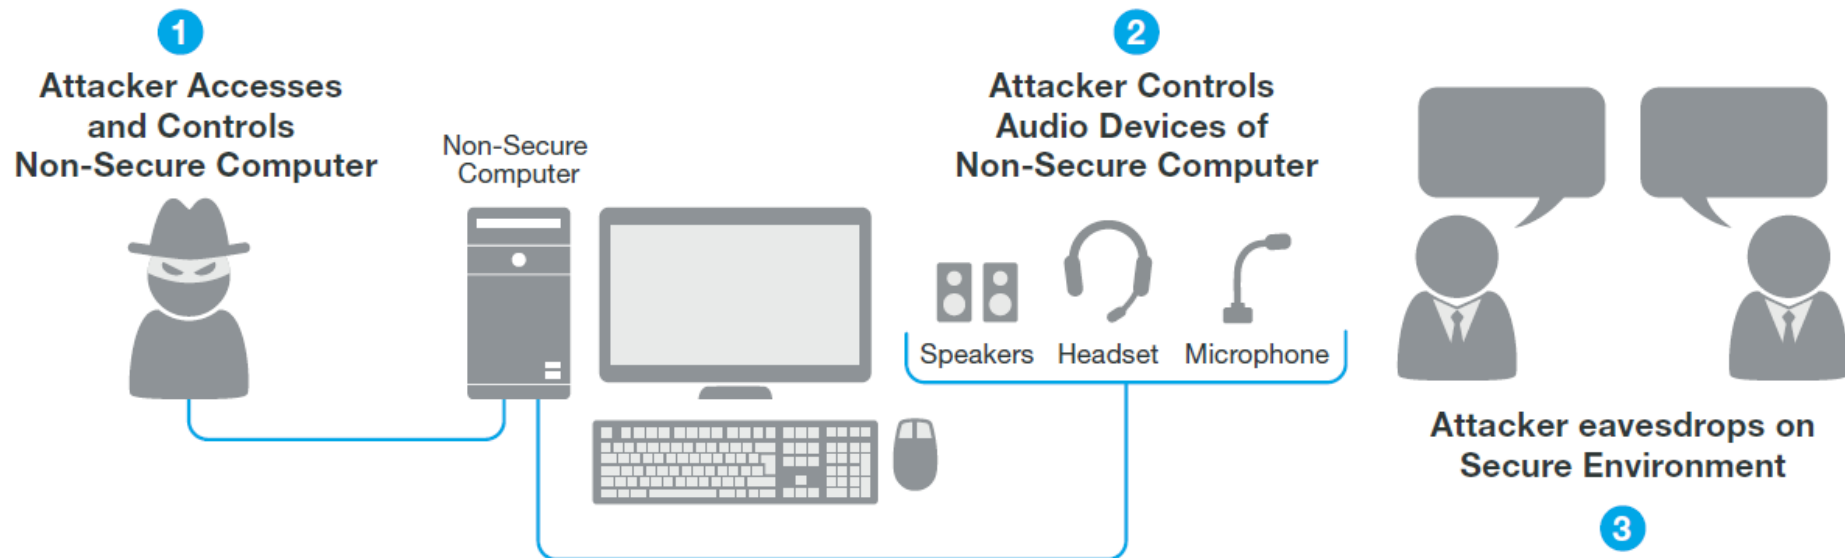 1
Attacker Accesses
and Controls
Non-Secure Computer
Non-Secure
Computer
2
Attacker Controls
Audio Devices of
Non-Secure Computer
Speakers
Headset
Microphone
Attacker eavesdrops on
Secure Environment
3